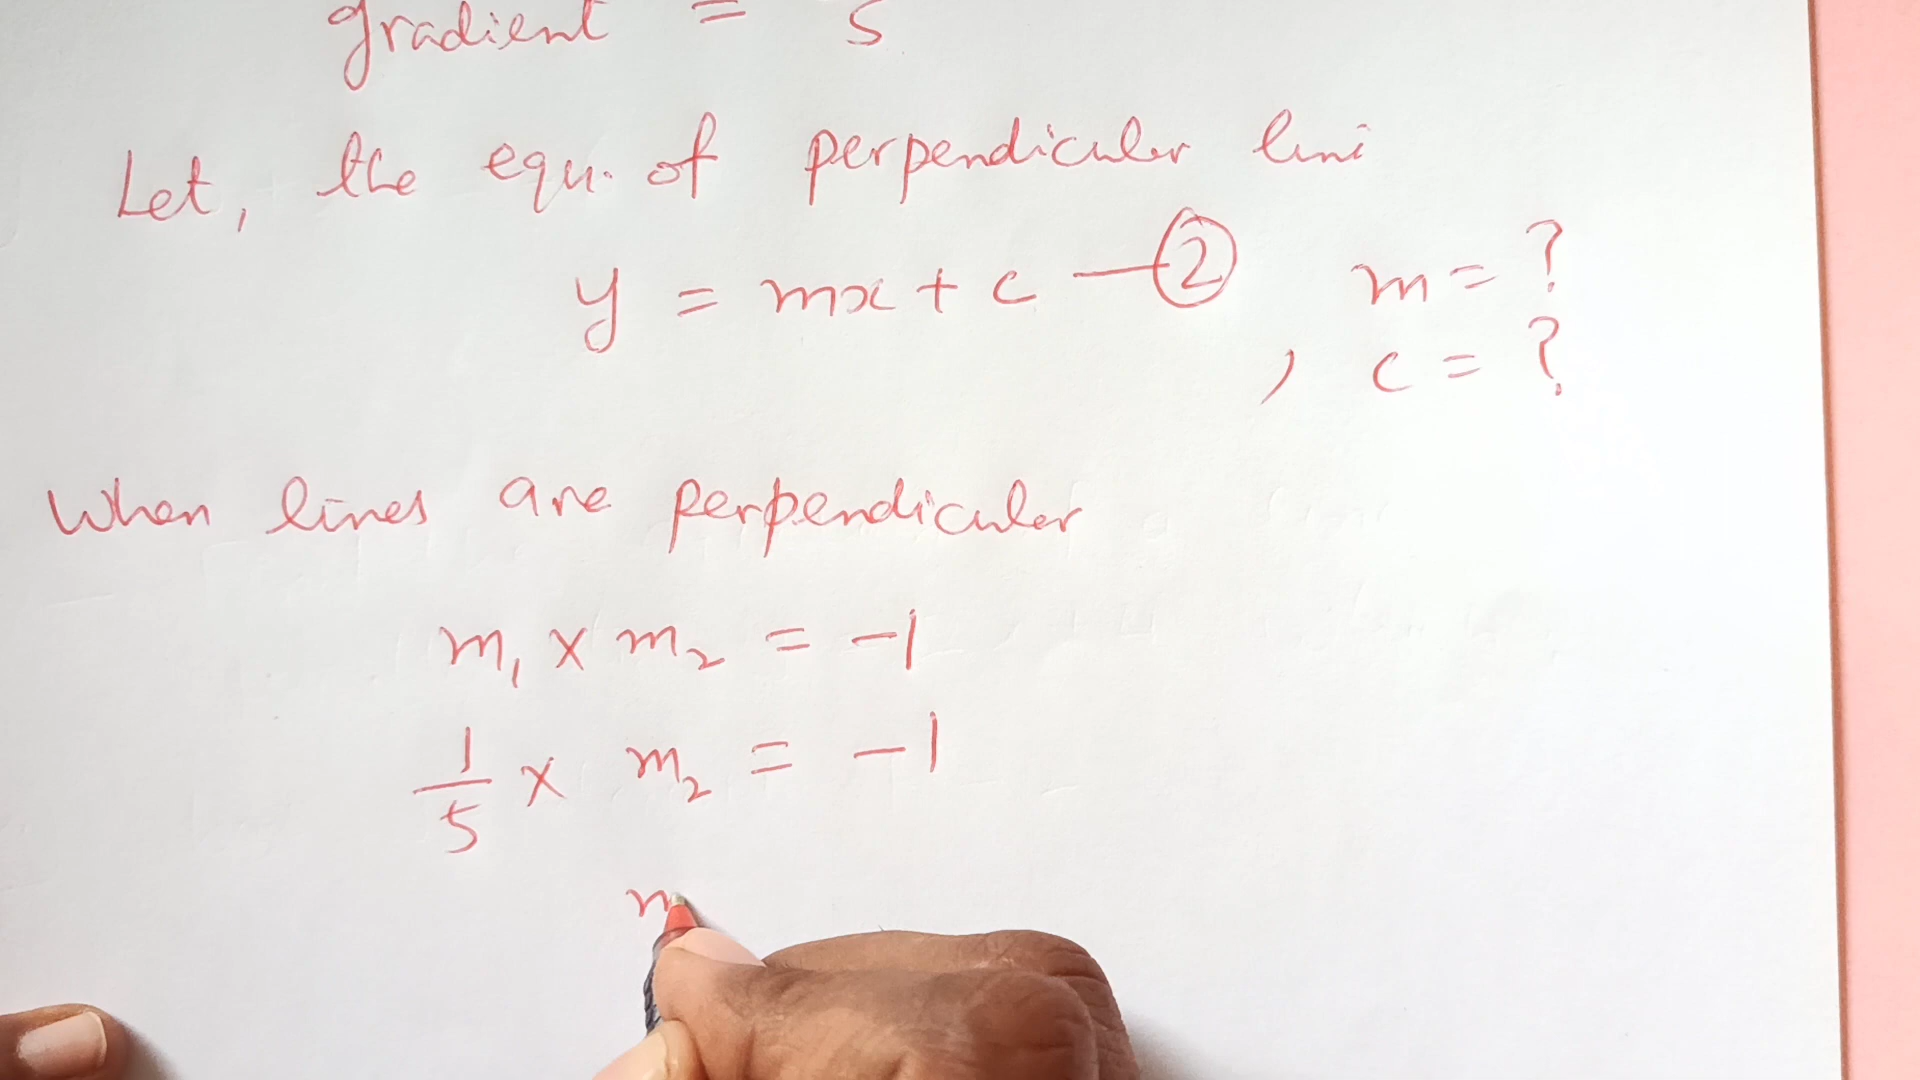 gradient = 5
Let, the equ. of perpendicular line
y = mx + c — ② , m = ?
c = ?
When lines are perpendicular
m₁ × m₂ = -1
1/5 × m₂ = -1
m